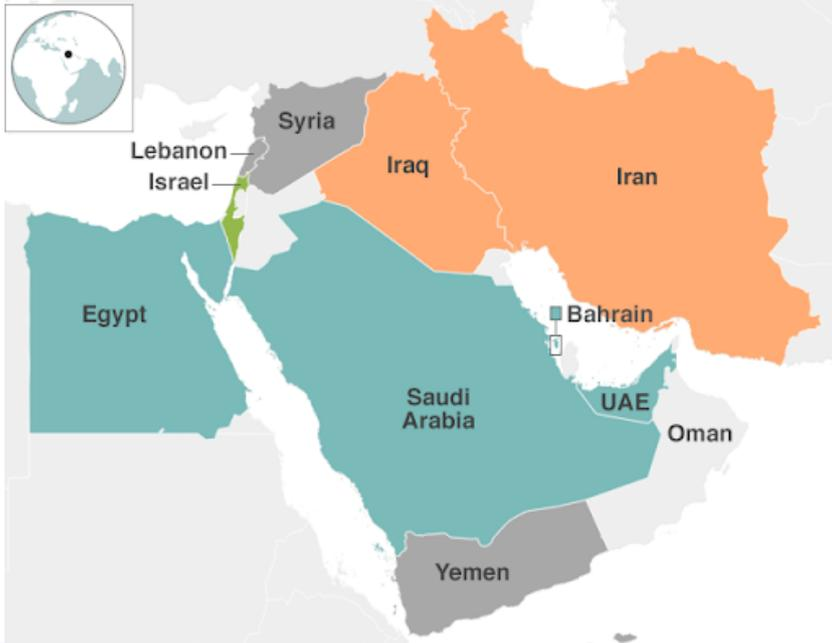 Syria
Lebanon
Israel
Iraq
Iran
Egypt
Bahrain
Saudi
Arabia
UAE
Oman
Yemen